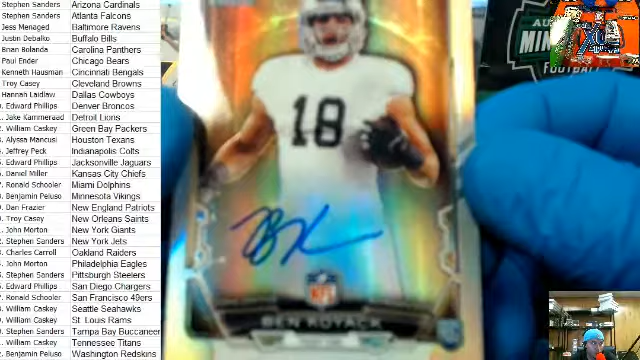 Stephen Sanders Arizona Cardinals
Stephen Sanders Atlanta Falcons
Jess Menaged Baltimore Ravens
Justin Debalko Buffalo Bills
Brian Bolanda Carolina Panthers
Paul Ender Chicago Bears
Kenneth Hausman Cincinnati Bengals
Troy Casey Cleveland Browns
Hannah Laidlaw Dallas Cowboys
Edward Phillips Denver Broncos
Jake Kammeraad Detroit Lions
William Caskey Green Bay Packers
Alyssa Mancusi Houston Texans
Jeffrey Peck Indianapolis Colts
Edward Phillips Jacksonville Jaguars
Daniel Miller Kansas City Chiefs
Ronald Schooler Miami Dolphins
Benjamin Peluso Minnesota Vikings
Dan Frazier New England Patriots
Troy Casey New Orleans Saints
John Morton New York Giants
Stephen Sanders New York Jets
Charles Carroll Oakland Raiders
John Morton Philadelphia Eagles
Stephen Sanders Pittsburgh Steelers
Edward Phillips San Diego Chargers
Ronald Schooler San Francisco 49ers
William Caskey Seattle Seahawks
William Caskey St. Louis Rams
Stephen Sanders Tampa Bay Buccaneer
William Caskey Tennessee Titans
Benjamin Peluso Washington Redskins
18
NFL
BEN KOYACK
FOOTBALL